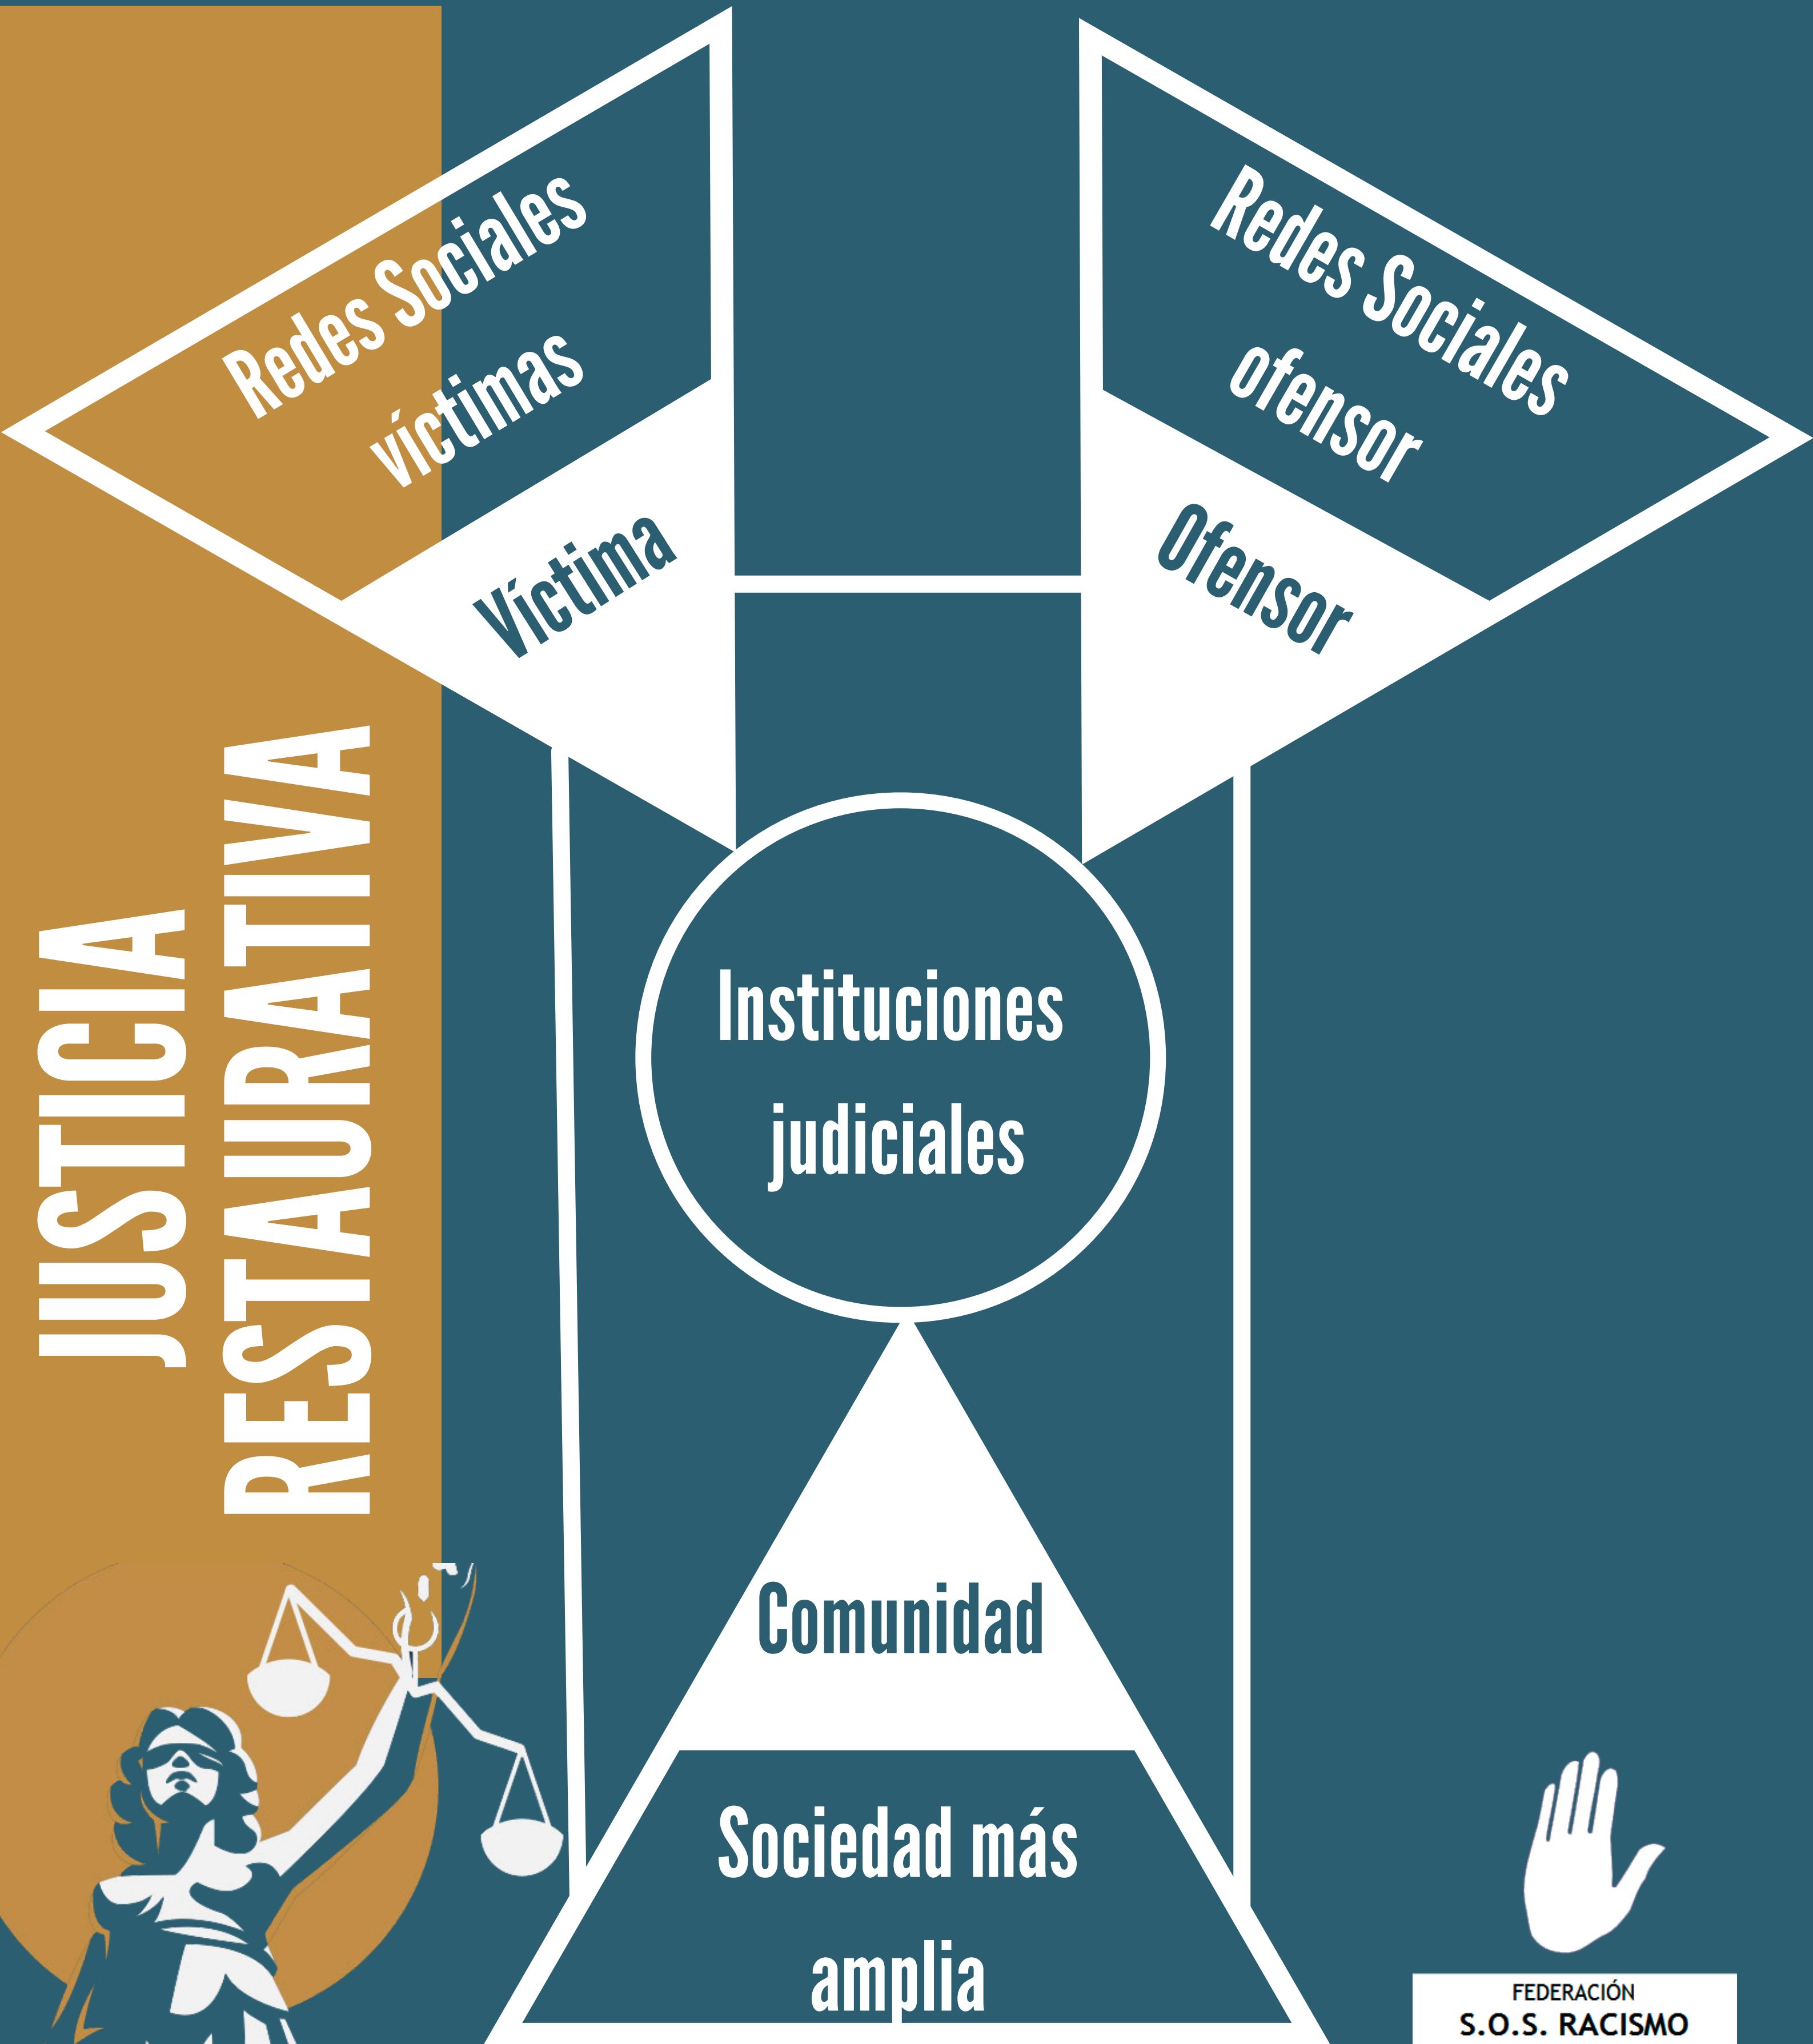 Redes Sociales
víctimas
Víctima
Redes Sociales
Ofensor
Ofensor
JUSTICIA
RESTAURATIVA
Instituciones
judiciales
Comunidad
Sociedad más
amplia
FEDERACIÓN
S.O.S. RACISMO